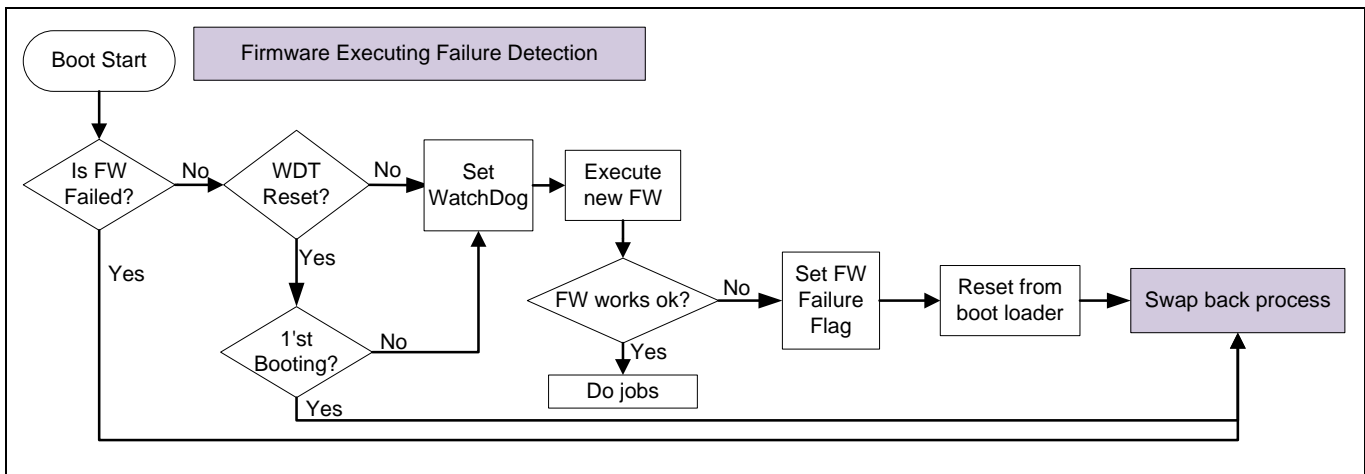 Boot Start
Firmware Executing Failure Detection
Is FW
Failed?
No
WDT
Reset?
No
Set
WatchDog
Execute
new FW
Yes
Yes
FW works ok?
No
Set FW
Failure
Flag
Reset from
boot loader
Swap back process
1'st
Booting?
No
Yes
Do jobs
Yes